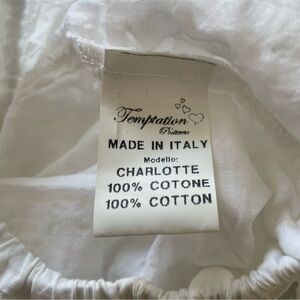 Temptation
Positano
MADE IN ITALY
Modello:
CHARLOTTE
100% COTONE
100% COTTON